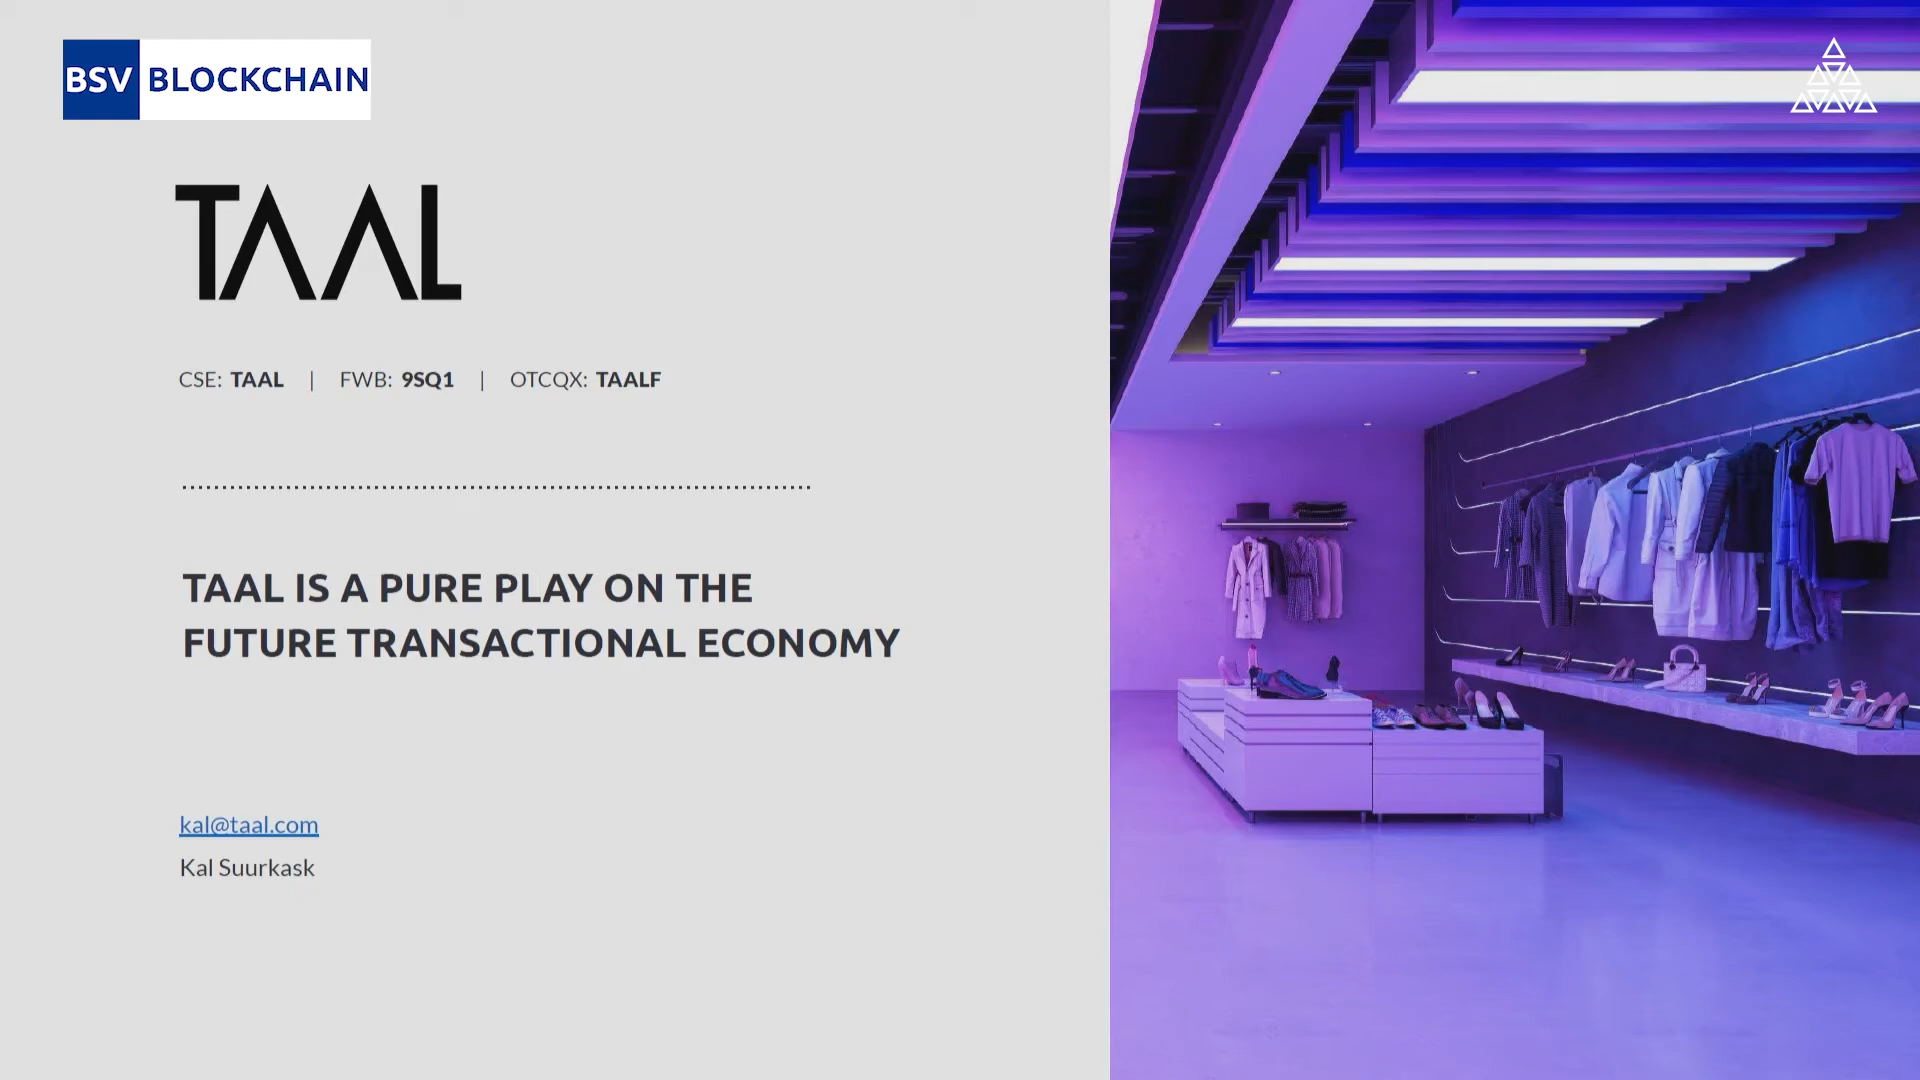 BSV BLOCKCHAIN
TAAL
CSE: TAAL | FWB: 9SQ1 | OTCQX: TAALF
TAAL IS A PURE PLAY ON THE
FUTURE TRANSACTIONAL ECONOMY
kal@taal.com
Kal Suurkask